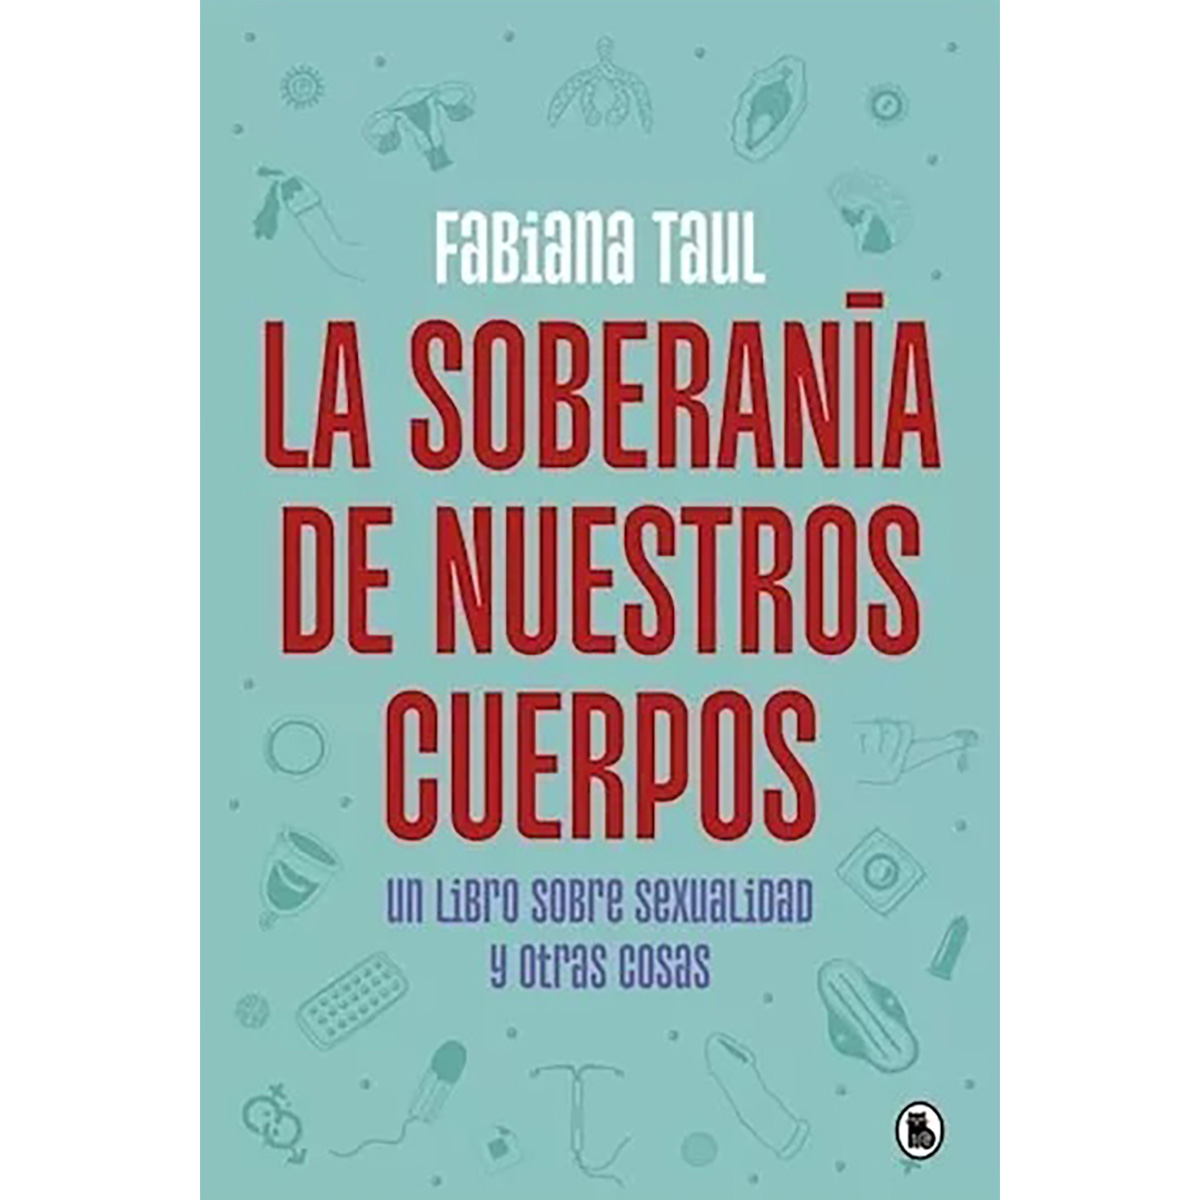 Fabiana Taul
LA SOBERANÍA
DE NUESTROS
CUERPOS
un libro sobre sexualidad
y otras cosas